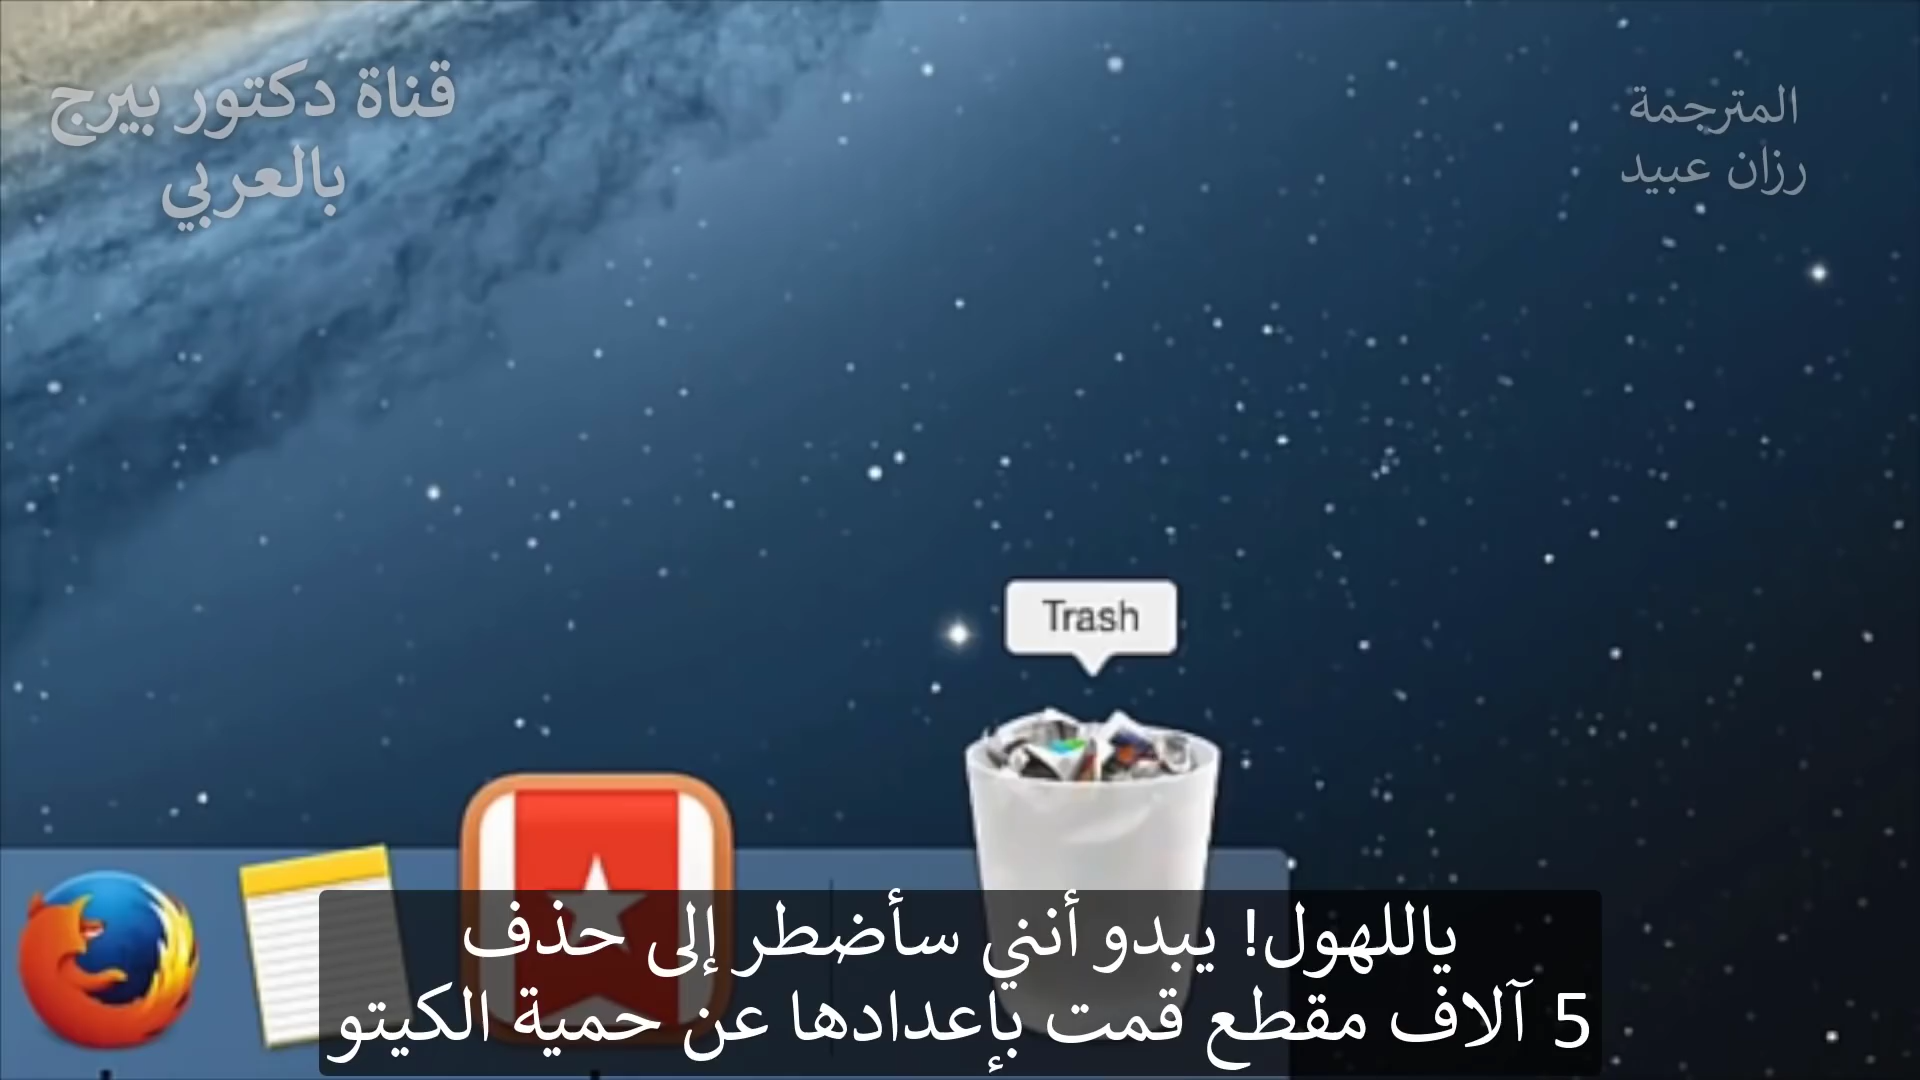 قناة دكتور بيرج
بالعربي
المترجمة
رزان عبيد
Trash
ياللهول! يبدو أنني سأضطر إلى حذف
5 آلاف مقطع قمت بإعدادها عن حمية الكيتو